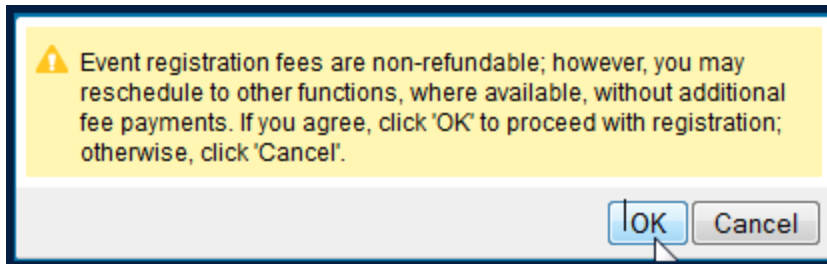 Event registration fees are non-refundable; however, you may
reschedule to other functions, where available, without additional
fee payments. If you agree, click 'OK' to proceed with registration;
otherwise, click 'Cancel'.
OK Cancel